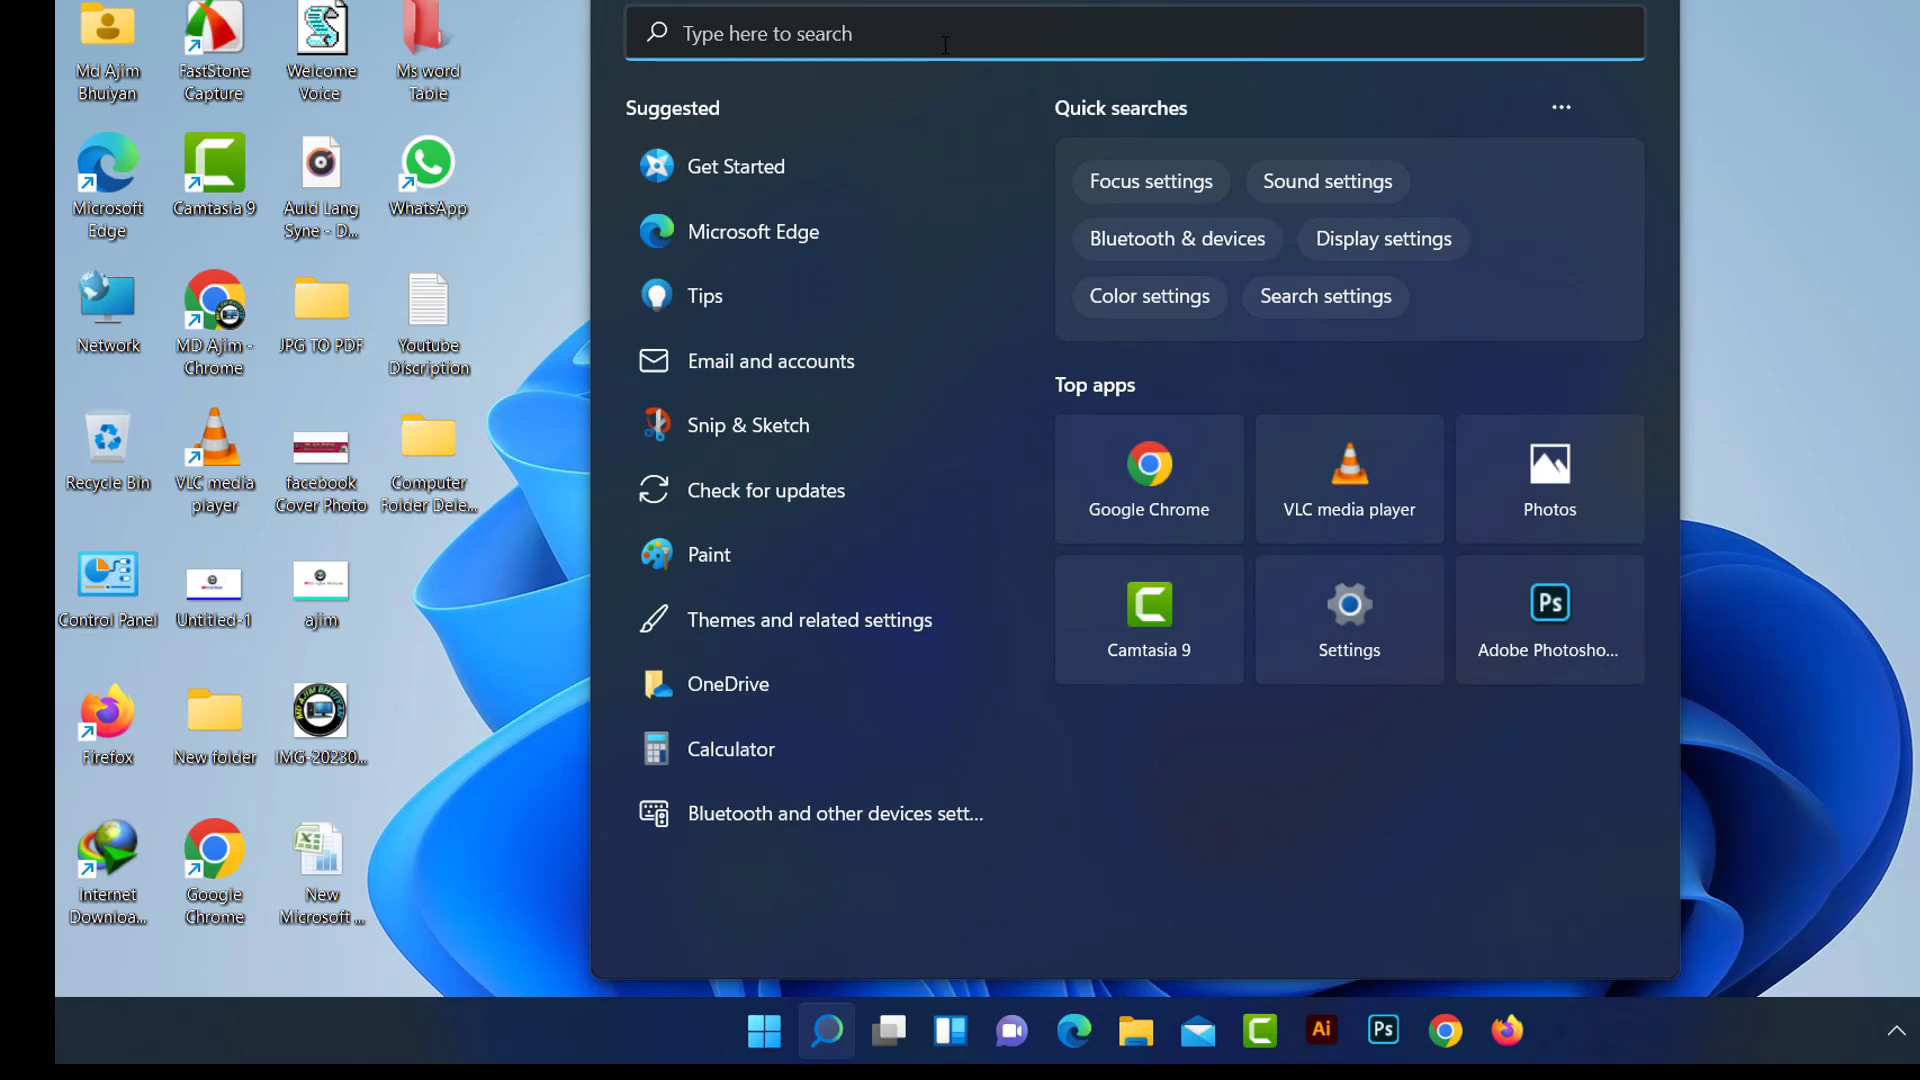 Md Ajim
Bhuiyan
FastStone
Capture
Welcome
Voice
Ms word
Table
Microsoft
Edge
Camtasia 9
Auld Lang
Syne - D...
WhatsApp
Network
MD Ajim -
Chrome
JPG TO PDF
Youtube
Discription
Recycle Bin
VLC media
player
facebook
Cover Photo
Computer
Folder Dele...
Control Panel
Untitled-1
ajim
Firefox
New folder
IMG-20230...
Internet
Downloa...
Google
Chrome
New
Microsoft ...
Type here to search
Suggested
Get Started
Microsoft Edge
Tips
Email and accounts
Snip & Sketch
Check for updates
Paint
Themes and related settings
OneDrive
Calculator
Bluetooth and other devices sett...
Quick searches
Focus settings
Sound settings
Bluetooth & devices
Display settings
Color settings
Search settings
Top apps
Google Chrome
VLC media player
Photos
Camtasia 9
Settings
Ps
Adobe Photosho...
Ai
Ps